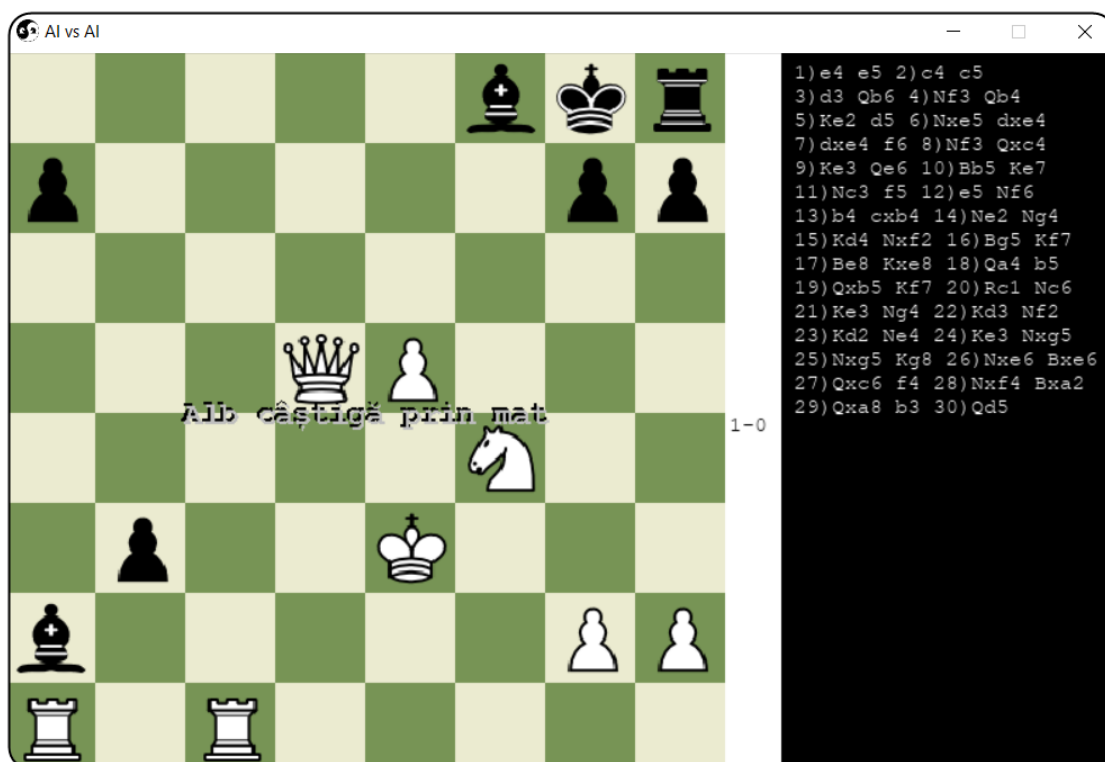 AI vs AI
1)e4 e5 2)c4 c5
3)d3 Qb6 4)Nf3 Qb4
5)Ke2 d5 6)Nxe5 dxe4
7)dxe4 f6 8)Nf3 Qxc4
9)Ke3 Qe6 10)Bb5 Ke7
11)Nc3 f5 12)e5 Nf6
13)b4 cxb4 14)Ne2 Ng4
15)Kd4 Nxf2 16)Bg5 Kf7
17)Be8 Kxe8 18)Qa4 b5
19)Qxb5 Kf7 20)Rc1 Nc6
21)Ke3 Ng4 22)Kd3 Nf2
23)Kd2 Ne4 24)Ke3 Nxg5
25)Nxg5 Kg8 26)Nxe6 Bxe6
27)Qxc6 f4 28)Nxf4 Bxa2
29)Qxa8 b3 30)Qd5
Alb câștigă prin mat
1-0